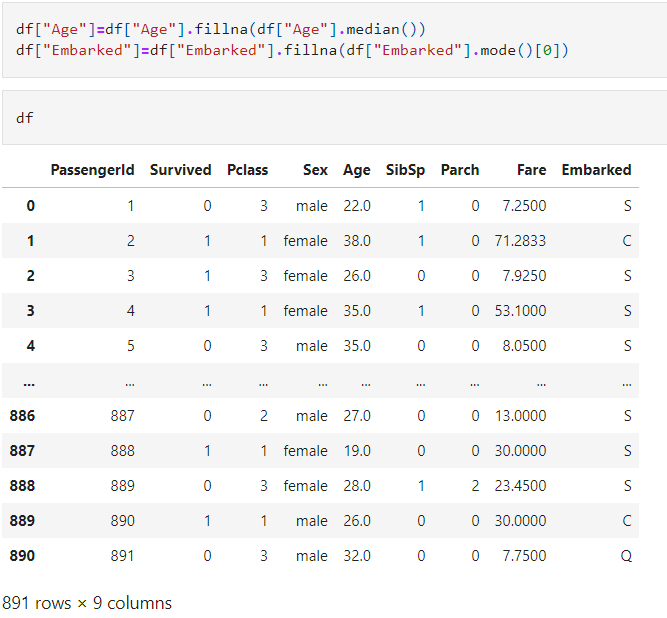 df["Age"]=df["Age"].fillna(df["Age"].median())
df["Embarked"]=df["Embarked"].fillna(df["Embarked"].mode()[0])
df
PassengerId Survived Pclass Sex Age SibSp Parch Fare Embarked
0 1 0 3 male 22.0 1 0 7.2500 S
1 2 1 1 female 38.0 1 0 71.2833 C
2 3 1 3 female 26.0 0 0 7.9250 S
3 4 1 1 female 35.0 1 0 53.1000 S
4 5 0 3 male 35.0 0 0 8.0500 S
... ... ... ... ... ... ... ... ... ...
886 887 0 2 male 27.0 0 0 13.0000 S
887 888 1 1 female 19.0 0 0 30.0000 S
888 889 0 3 female 28.0 1 2 23.4500 S
889 890 1 1 male 26.0 0 0 30.0000 C
890 891 0 3 male 32.0 0 0 7.7500 Q
891 rows × 9 columns